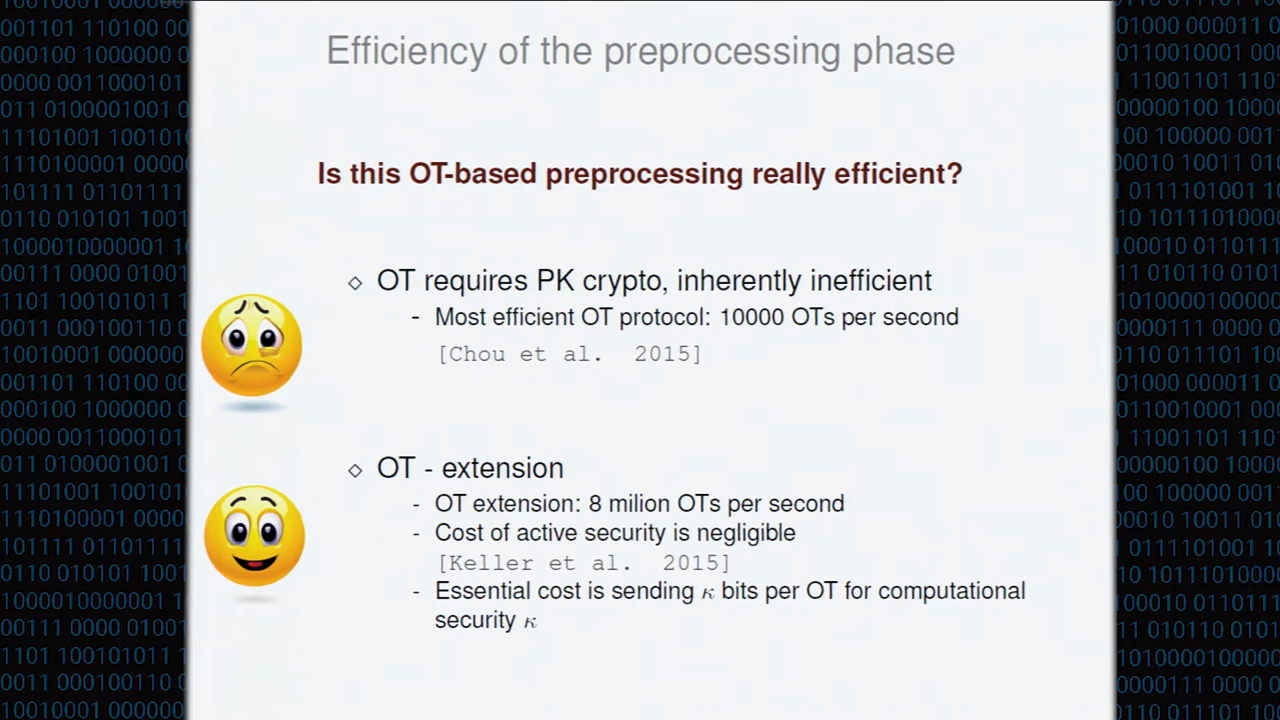 Efficiency of the preprocessing phase
Is this OT-based preprocessing really efficient?
◇ OT requires PK crypto, inherently inefficient
- Most efficient OT protocol: 10000 OTs per second
[Chou et al. 2015]
◇ OT - extension
- OT extension: 8 milion OTs per second
- Cost of active security is negligible
[Keller et al. 2015]
- Essential cost is sending κ bits per OT for computational
security κ